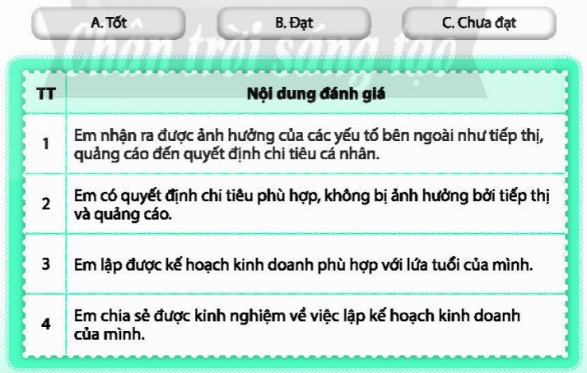 A. Tốt
B. Đạt
C. Chưa đạt
Chân trời sáng tạo
TT
Nội dung đánh giá
1
Em nhận ra được ảnh hưởng của các yếu tố bên ngoài như tiếp thị,
quảng cáo đến quyết định chi tiêu cá nhân.
2
Em có quyết định chi tiêu phù hợp, không bị ảnh hưởng bởi tiếp thị
và quảng cáo.
3
Em lập được kế hoạch kinh doanh phù hợp với lứa tuổi của mình.
4
Em chia sẻ được kinh nghiệm về việc lập kế hoạch kinh doanh
của mình.